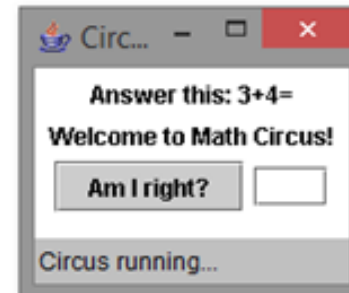 Circ...
Answer this: 3+4=
Welcome to Math Circus!
Am I right?
Circus running...